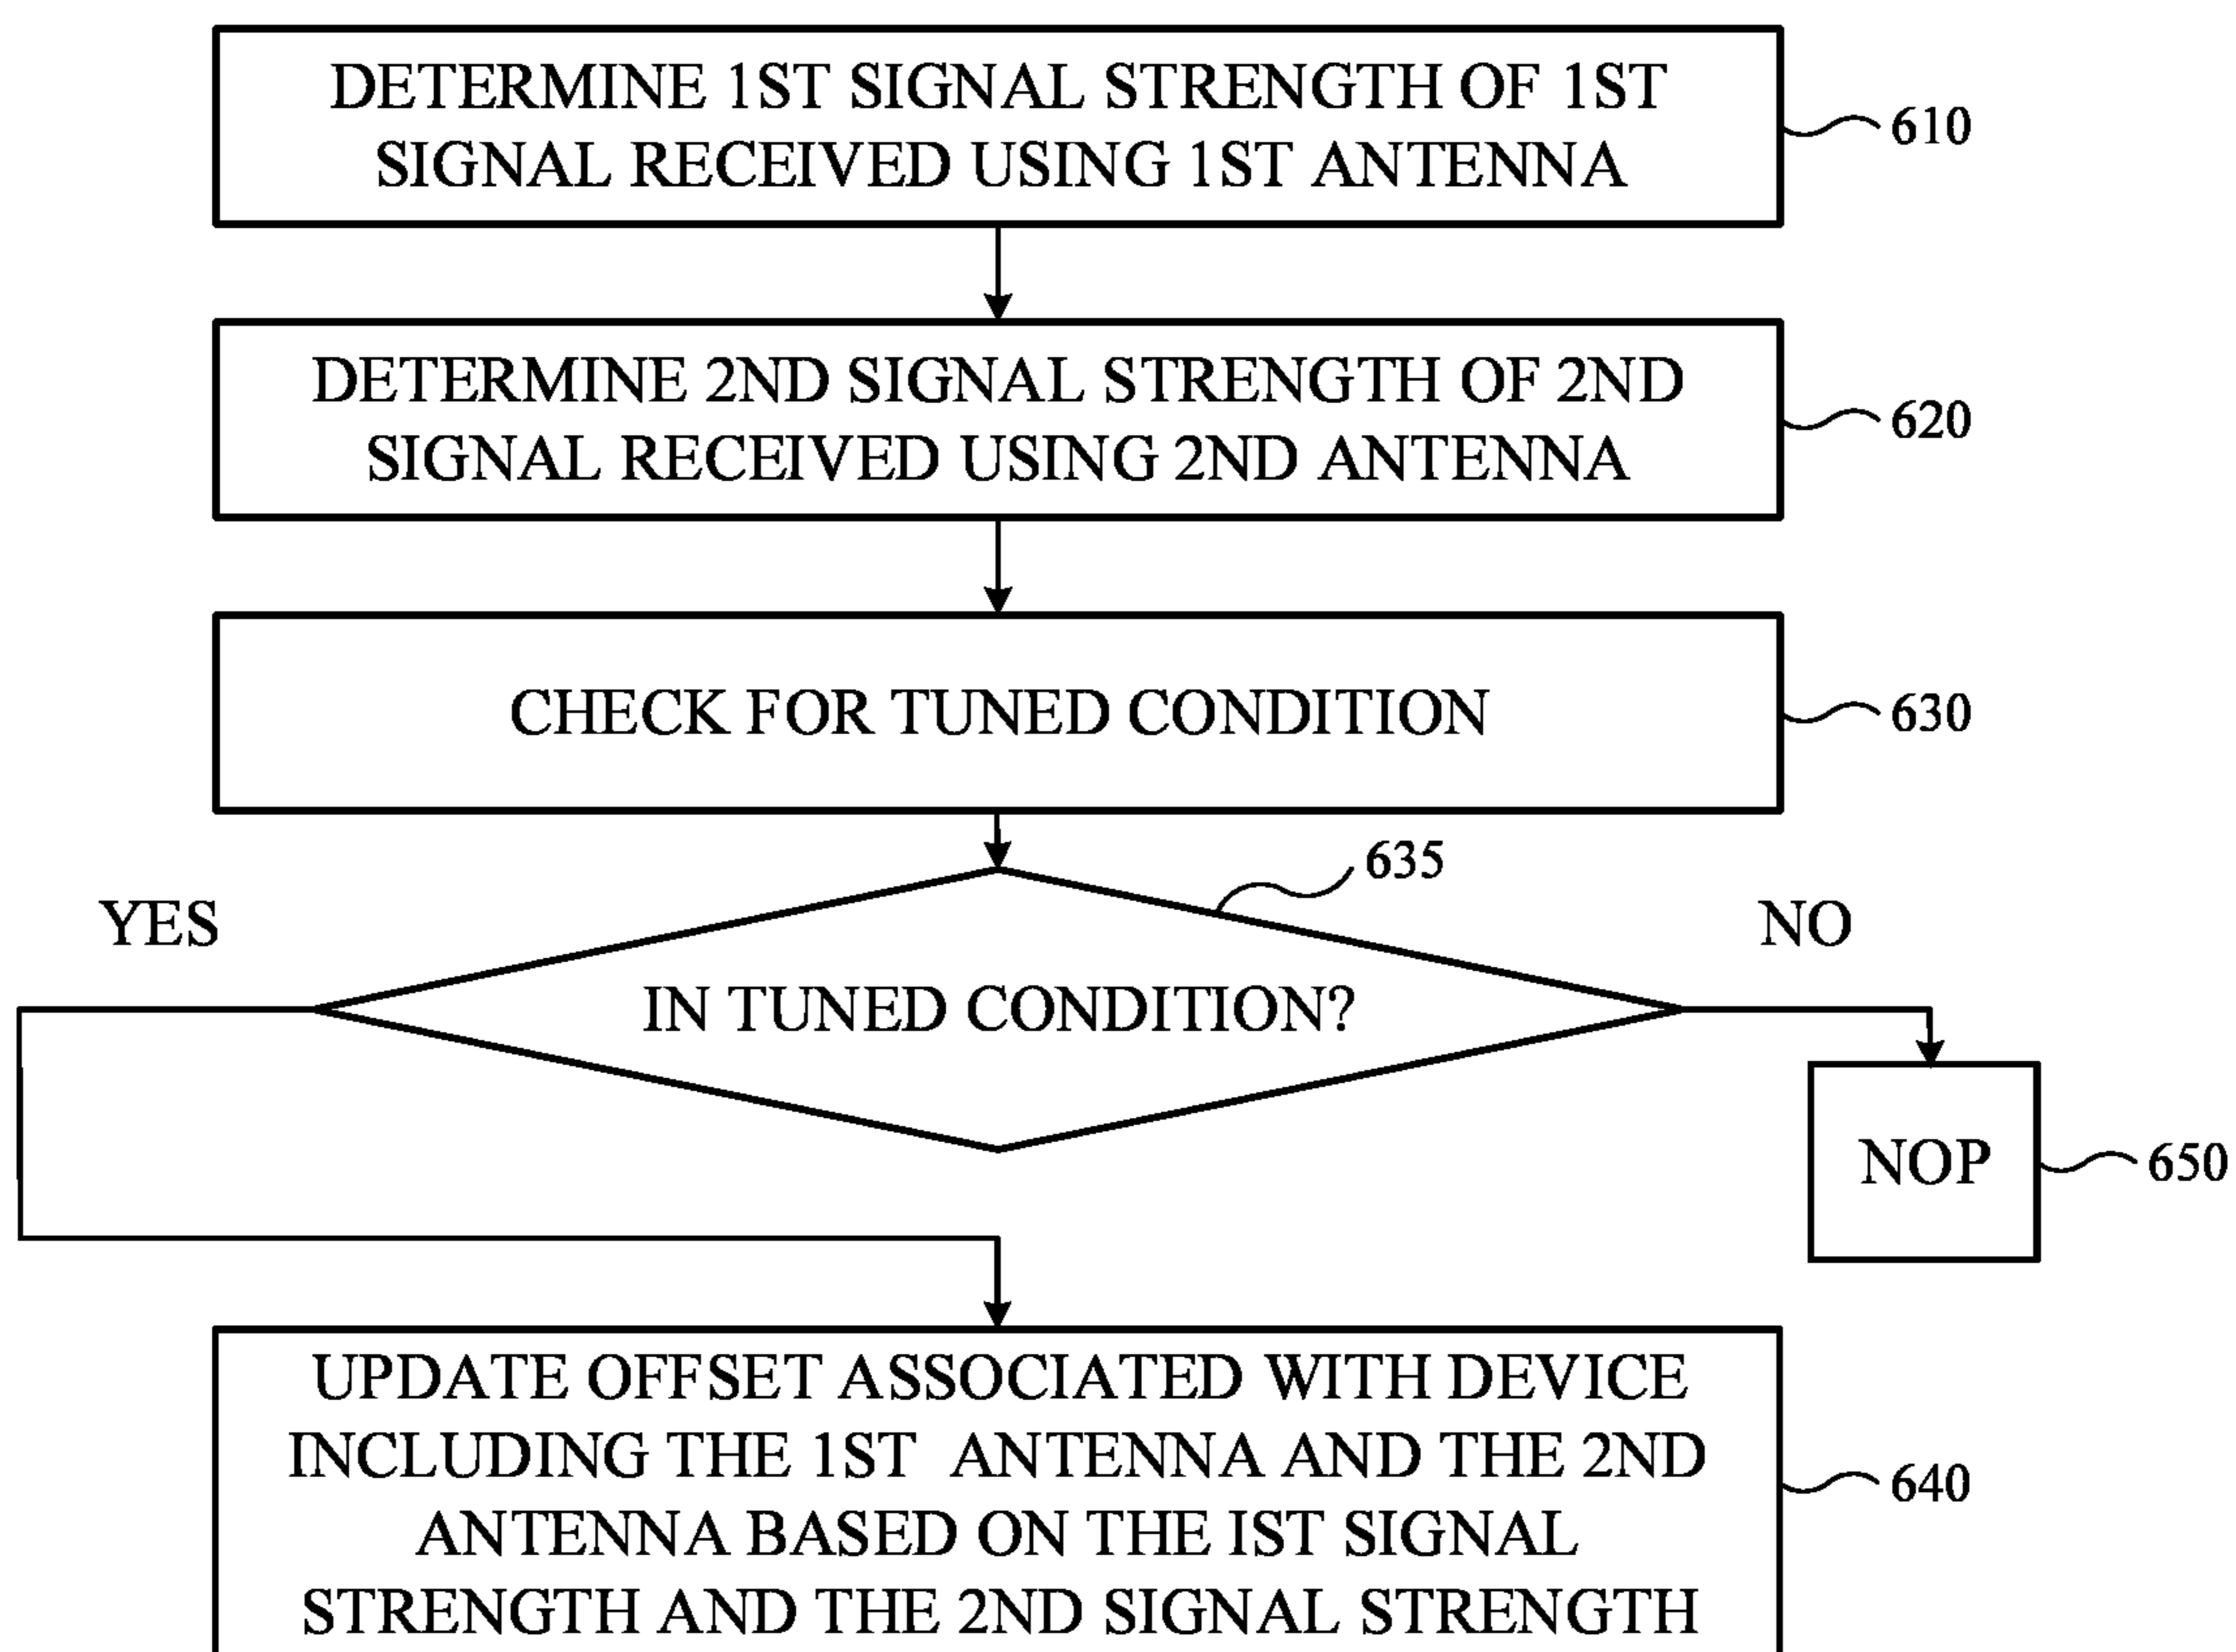 DETERMINE 1ST SIGNAL STRENGTH OF 1ST
SIGNAL RECEIVED USING 1ST ANTENNA
610
DETERMINE 2ND SIGNAL STRENGTH OF 2ND
SIGNAL RECEIVED USING 2ND ANTENNA
620
CHECK FOR TUNED CONDITION
630
635
YES
NO
IN TUNED CONDITION?
NOP
650
UPDATE OFFSET ASSOCIATED WITH DEVICE
INCLUDING THE 1ST ANTENNA AND THE 2ND
ANTENNA BASED ON THE IST SIGNAL
STRENGTH AND THE 2ND SIGNAL STRENGTH
640